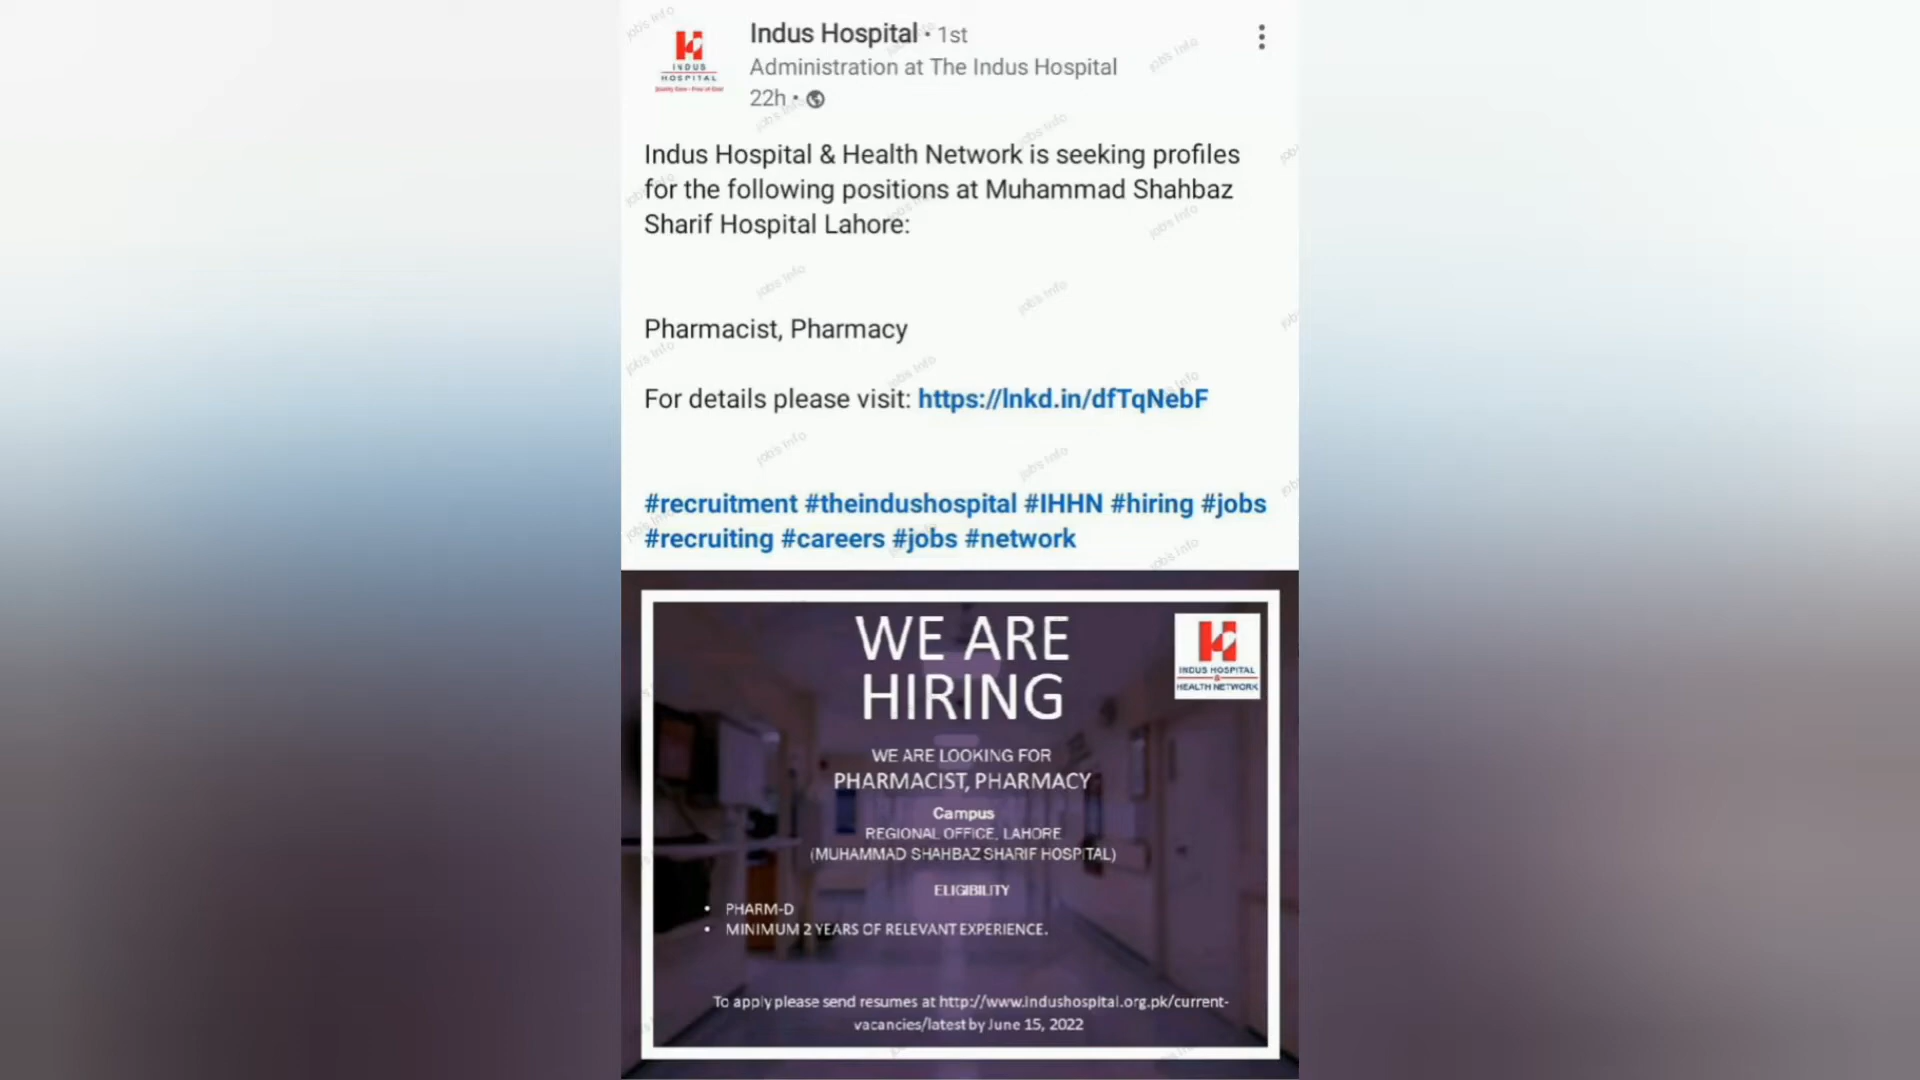 Indus Hospital • 1st
Administration at The Indus Hospital
22h •
INDUS
HOSPITAL
Indus Hospital & Health Network is seeking profiles
for the following positions at Muhammad Shahbaz
Sharif Hospital Lahore:
Pharmacist, Pharmacy
For details please visit: https://lnkd.in/dfTqNebF
#recruitment #theindushospital #IHHN #hiring #jobs
#recruiting #careers #jobs #network
WE ARE
HIRING
INDUS HOSPITAL
&
HEALTH NETWORK
WE ARE LOOKING FOR
PHARMACIST, PHARMACY
Campus
REGIONAL OFFICE, LAHORE
(MUHAMMAD SHAHBAZ SHARIF HOSPITAL)
ELIGIBILITY
• PHARM-D
• MINIMUM 2 YEARS OF RELEVANT EXPERIENCE.
To apply please send resumes at http://www.indushospital.org.pk/current-
vacancies/latest by June 15, 2022
jobs Info